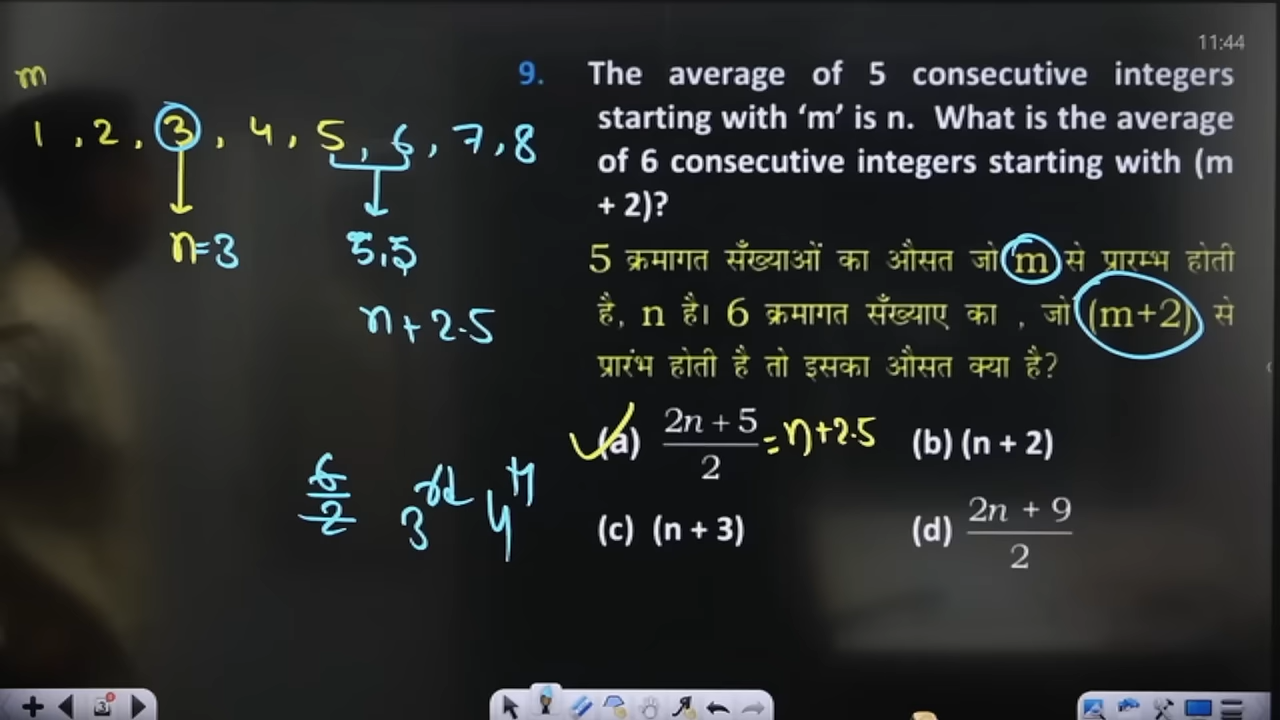 11:44
m
1 , 2 , 3 , 4 , 5 , 6 , 7 , 8
n=3
5.5
n+2.5
6/2 3rd 4th
9. The average of 5 consecutive integers
starting with ‘m’ is n. What is the average
of 6 consecutive integers starting with (m
+ 2)?
5 क्रमागत सँख्याओं का औसत जो m से प्रारम्भ होती
है, n है। 6 क्रमागत सँख्याए का , जो (m+2) से
प्रारंभ होती है तो इसका औसत क्या है?
(a) (2n + 5)/2 = n+2.5 (b) (n + 2)
(c) (n + 3) (d) (2n + 9)/2